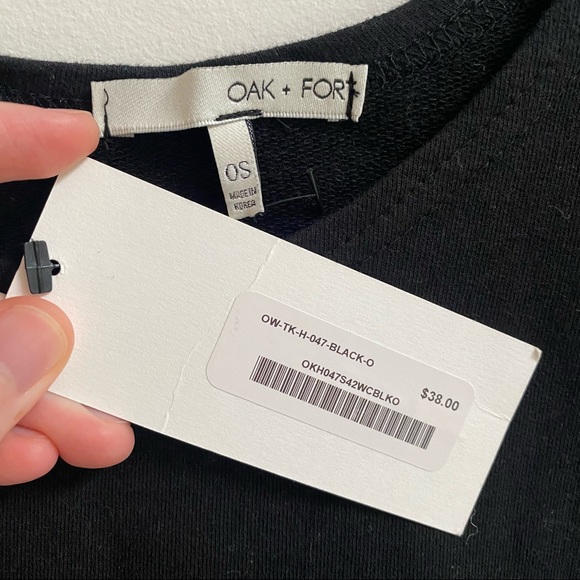 OAK + FORT
OS
MADE IN
KOREA
OW-TK-H-047-BLACK-O
OKH047S42WCBLKO
$38.00